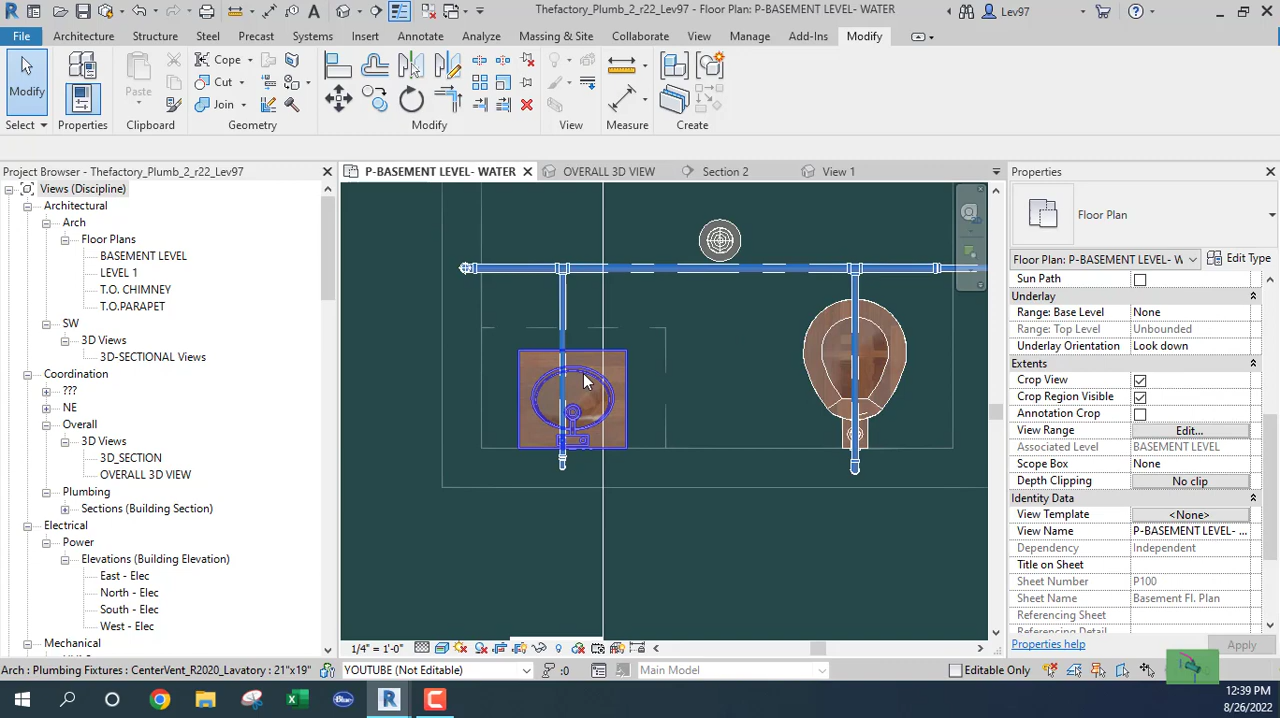 Thefactory_Plumb_2_r22_Lev97 - Floor Plan: P-BASEMENT LEVEL- WATER
Lev97
File Architecture Structure Steel Precast Systems Insert Annotate Analyze Massing & Site Collaborate View Manage Add-Ins Modify
Modify
Paste
Cope
Cut
Join
Select Properties Clipboard Geometry Modify View Measure Create
Project Browser - Thefactory_Plumb_2_r22_Lev97
P-BASEMENT LEVEL- WATER OVERALL 3D VIEW Section 2 View 1
Properties
Views (Discipline)
Architectural
Arch
Floor Plans
BASEMENT LEVEL
LEVEL 1
T.O. CHIMNEY
T.O.PARAPET
SW
3D Views
3D-SECTIONAL Views
Coordination
???
NE
Overall
3D Views
3D_SECTION
OVERALL 3D VIEW
Plumbing
Sections (Building Section)
Electrical
Power
Elevations (Building Elevation)
East - Elec
North - Elec
South - Elec
West - Elec
Mechanical
Floor Plan
Floor Plan: P-BASEMENT LEVEL- W Edit Type
Sun Path
Underlay
Range: Base Level None
Range: Top Level Unbounded
Underlay Orientation Look down
Extents
Crop View
Crop Region Visible
Annotation Crop
View Range Edit...
Associated Level BASEMENT LEVEL
Scope Box None
Depth Clipping No clip
Identity Data
View Template <None>
View Name P-BASEMENT LEVEL- ...
Dependency Independent
Title on Sheet
Sheet Number P100
Sheet Name Basement Fl. Plan
Referencing Sheet
Referencing Detail
Properties help Apply
1/4" = 1'-0"
Arch : Plumbing Fixtures : CenterVent_R2020_Lavatory : 21"x19" YOUTUBE (Not Editable) :0 Main Model Editable Only
12:39 PM
8/26/2022